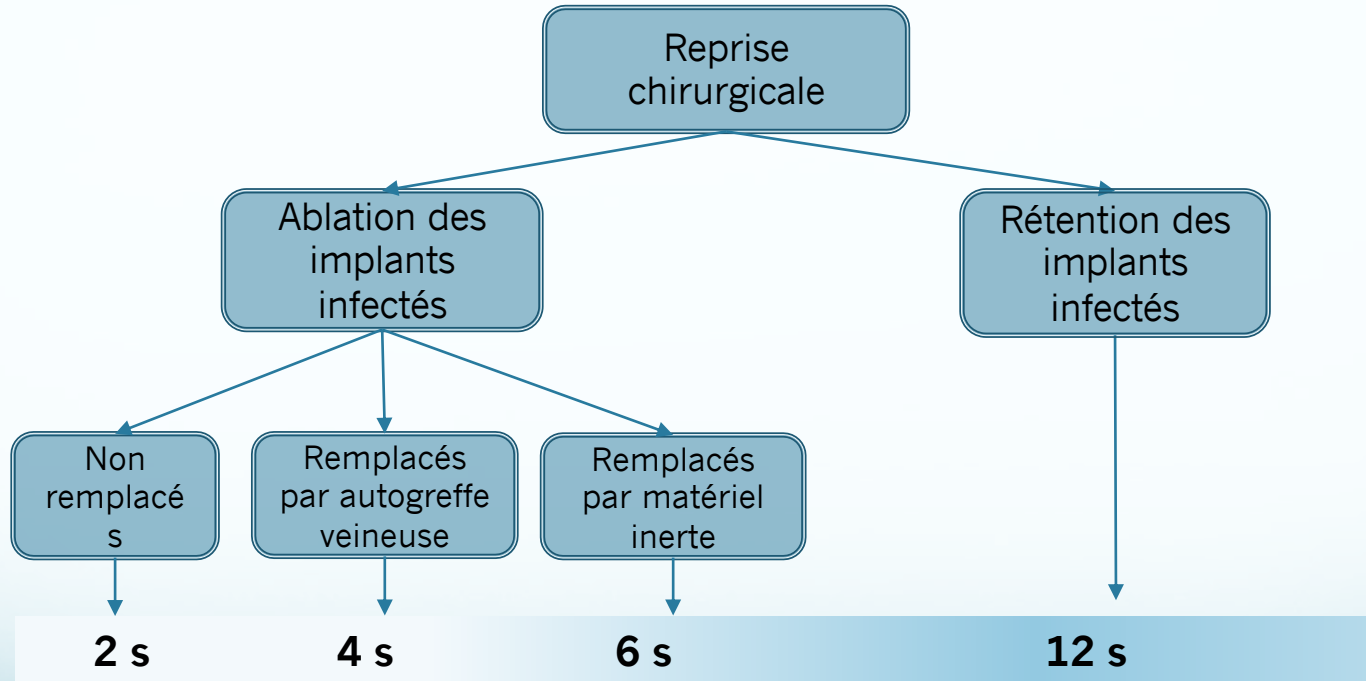 Reprise
chirurgicale
Ablation des
implants
infectés
Rétention des
implants
infectés
Non
remplacé
s
Remplacés
par autogreffe
veineuse
Remplacés
par matériel
inerte
2 s
4 s
6 s
12 s